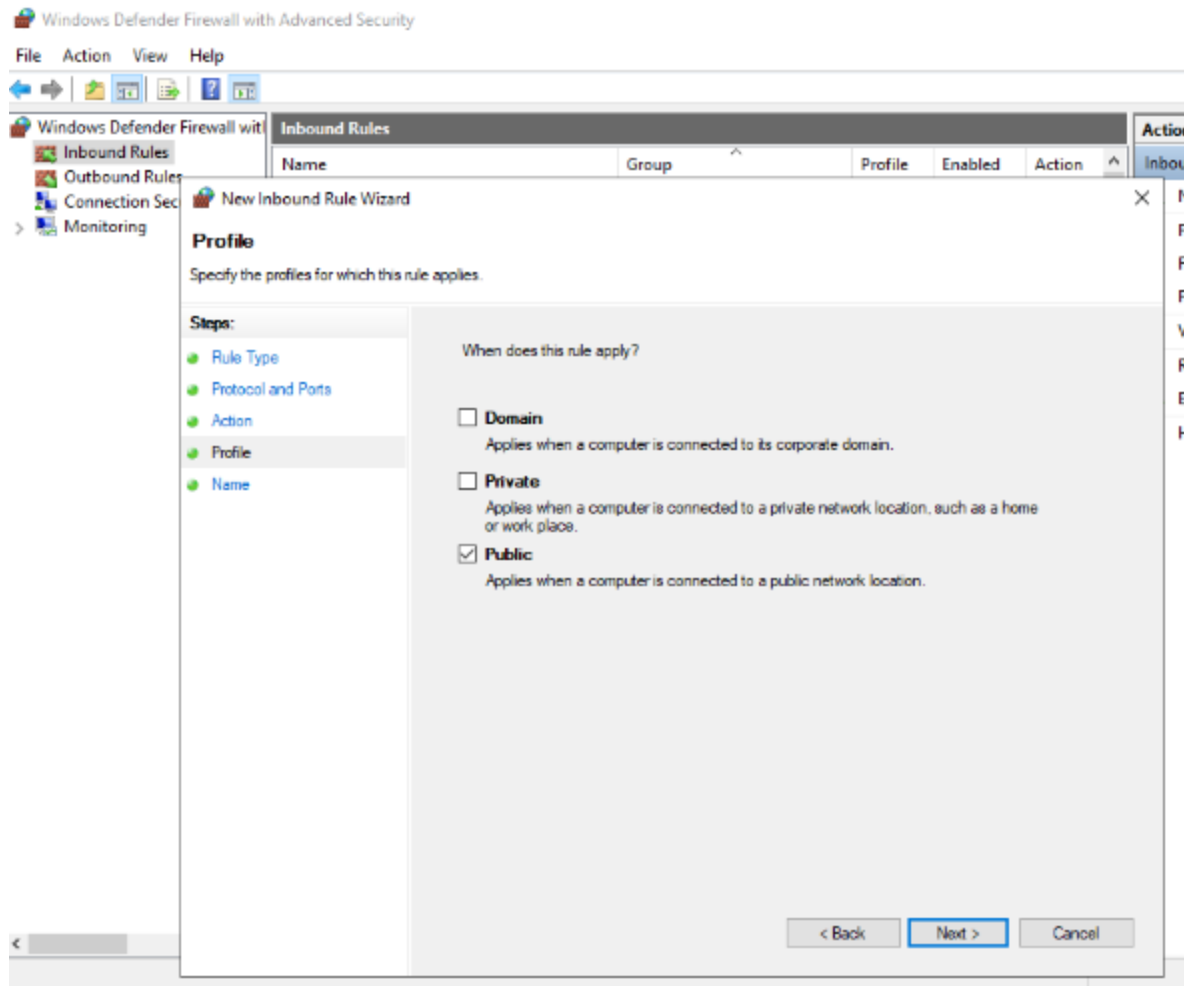 Windows Defender Firewall with Advanced Security
File Action View Help
Windows Defender Firewall wit
Inbound Rules
Outbound Rules
Connection Sec
Monitoring
Inbound Rules
Name Group Profile Enabled Action
Actio
Inbou
New Inbound Rule Wizard
Profile
Specify the profiles for which this rule applies.
Steps:
Rule Type
Protocol and Ports
Action
Profile
Name
When does this rule apply?
Domain
Applies when a computer is connected to its corporate domain.
Private
Applies when a computer is connected to a private network location, such as a home
or work place.
Public
Applies when a computer is connected to a public network location.
< Back Next > Cancel